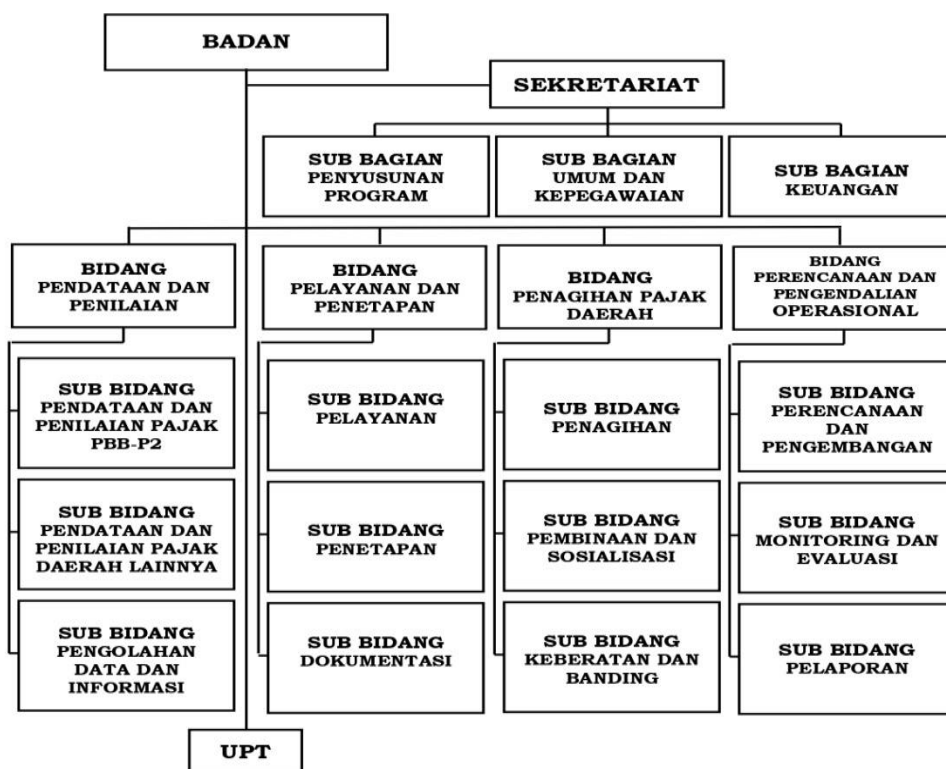 BADAN
SEKRETARIAT
SUB BAGIAN
PENYUSUNAN
PROGRAM
SUB BAGIAN
UMUM DAN
KEPEGAWAIAN
SUB BAGIAN
KEUANGAN
BIDANG
PENDATAAN DAN
PENILAIAN
BIDANG
PELAYANAN DAN
PENETAPAN
BIDANG
PENAGIHAN PAJAK
DAERAH
BIDANG
PERENCANAAN DAN
PENGENDALIAN
OPERASIONAL
SUB BIDANG
PENDATAAN DAN
PENILAIAN PAJAK
PBB-P2
SUB BIDANG
PELAYANAN
SUB BIDANG
PENAGIHAN
SUB BIDANG
PERENCANAAN
DAN
PENGEMBANGAN
SUB BIDANG
PENDATAAN DAN
PENILAIAN PAJAK
DAERAH LAINNYA
SUB BIDANG
PENETAPAN
SUB BIDANG
PEMBINAAN DAN
SOSIALISASI
SUB BIDANG
MONITORING DAN
EVALUASI
SUB BIDANG
PENGOLAHAN
DATA DAN
INFORMASI
SUB BIDANG
DOKUMENTASI
SUB BIDANG
KEBERATAN DAN
BANDING
SUB BIDANG
PELAPORAN
UPT